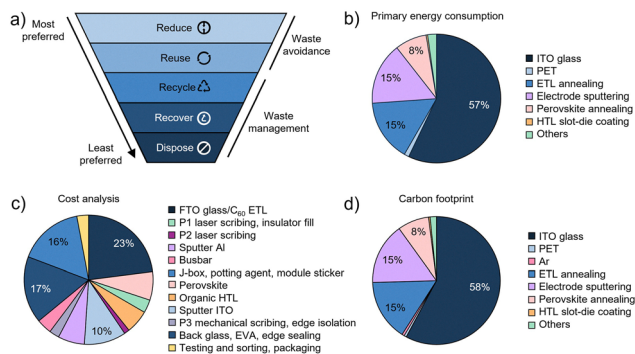 a)
Most
preferred
Reduce
Reuse
Recycle
Recover
Dispose
Least
preferred
Waste
avoidance
Waste
management
b)
Primary energy consumption
8%
15%
15%
57%
ITO glass
PET
ETL annealing
Electrode sputtering
Perovskite annealing
HTL slot-die coating
Others
c)
Cost analysis
16%
23%
17%
10%
FTO glass/C60 ETL
P1 laser scribing, insulator fill
P2 laser scribing
Sputter Al
Busbar
J-box, potting agent, module sticker
Perovskite
Organic HTL
Sputter ITO
P3 mechanical scribing, edge isolation
Back glass, EVA, edge sealing
Testing and sorting, packaging
d)
Carbon footprint
8%
15%
15%
58%
ITO glass
PET
Ar
ETL annealing
Electrode sputtering
Perovskite annealing
HTL slot-die coating
Others